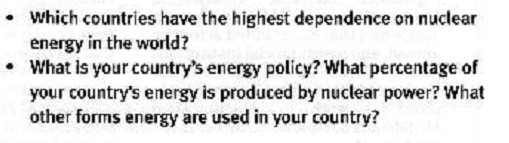 • Which countries have the highest dependence on nuclear
energy in the world?
• What is your country's energy policy? What percentage of
your country's energy is produced by nuclear power? What
other forms energy are used in your country?